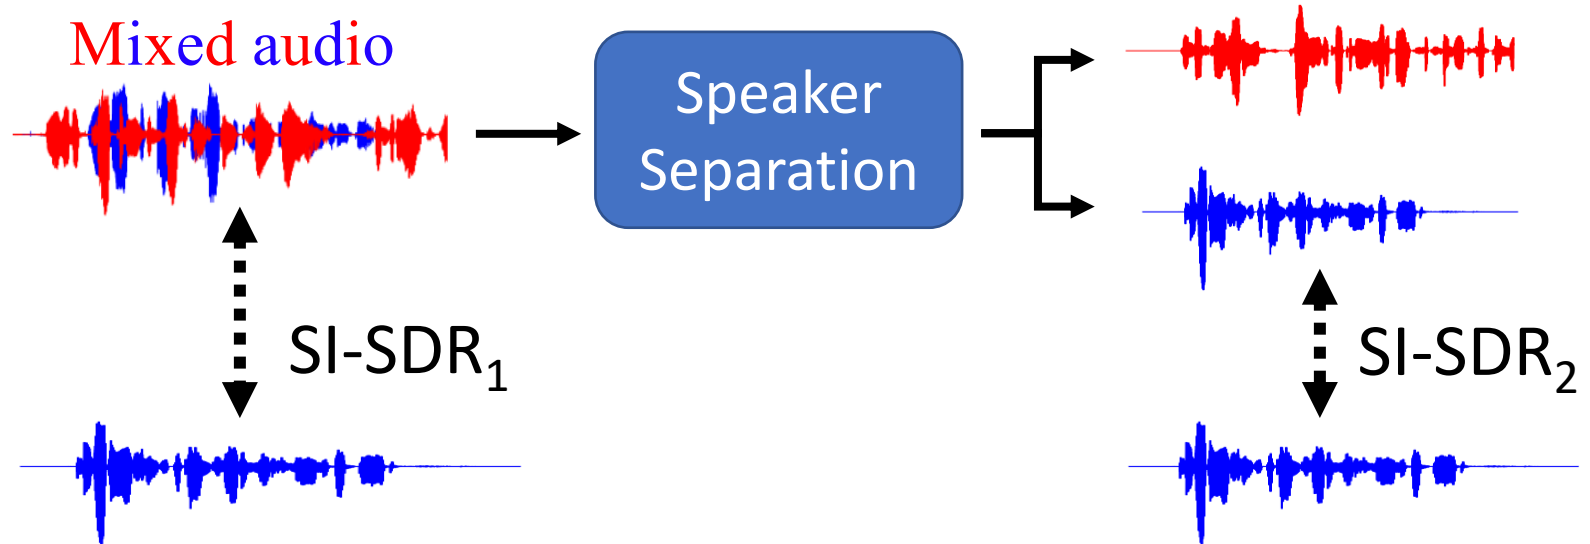 Mixed audio
Speaker
Separation
SI-SDR₁
SI-SDR₂